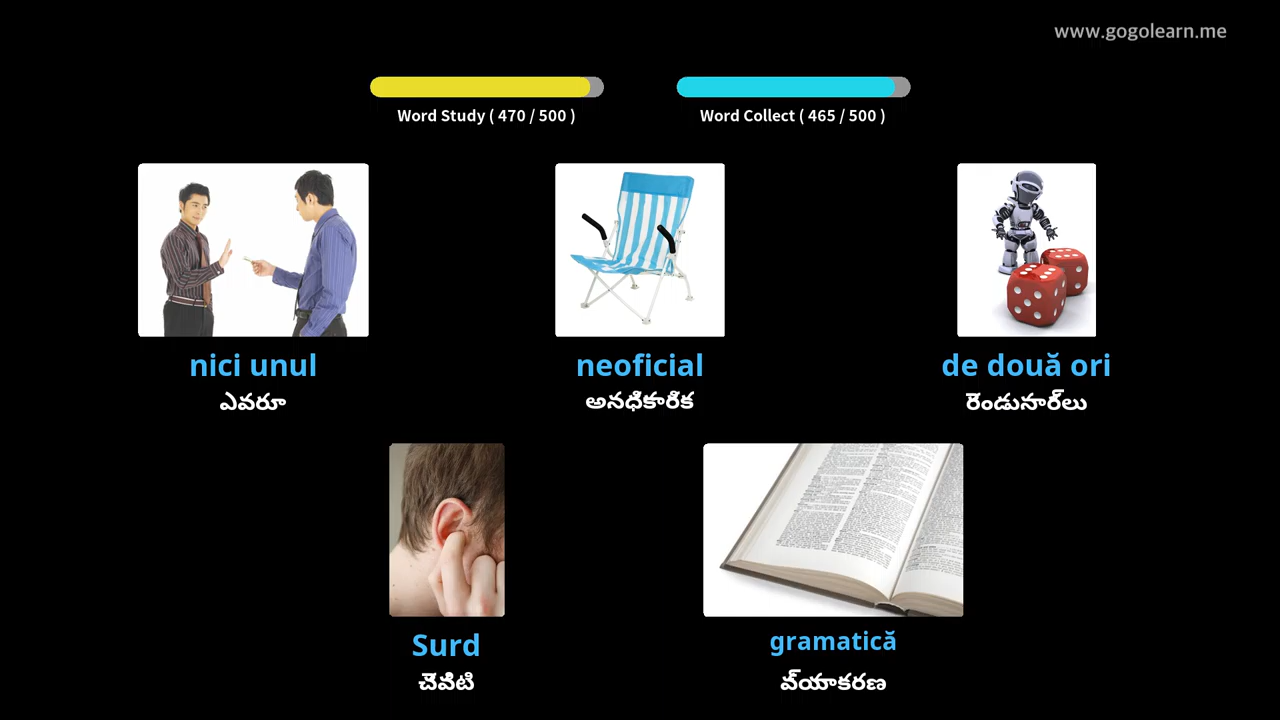 www.gogolearn.me
Word Study ( 470 / 500 )
Word Collect ( 465 / 500 )
nici unul
ఎవరూ
neoficial
అనధికారిక
de două ori
రెండుసార్లు
Surd
చెవిటి
gramatică
వ్యాకరణ